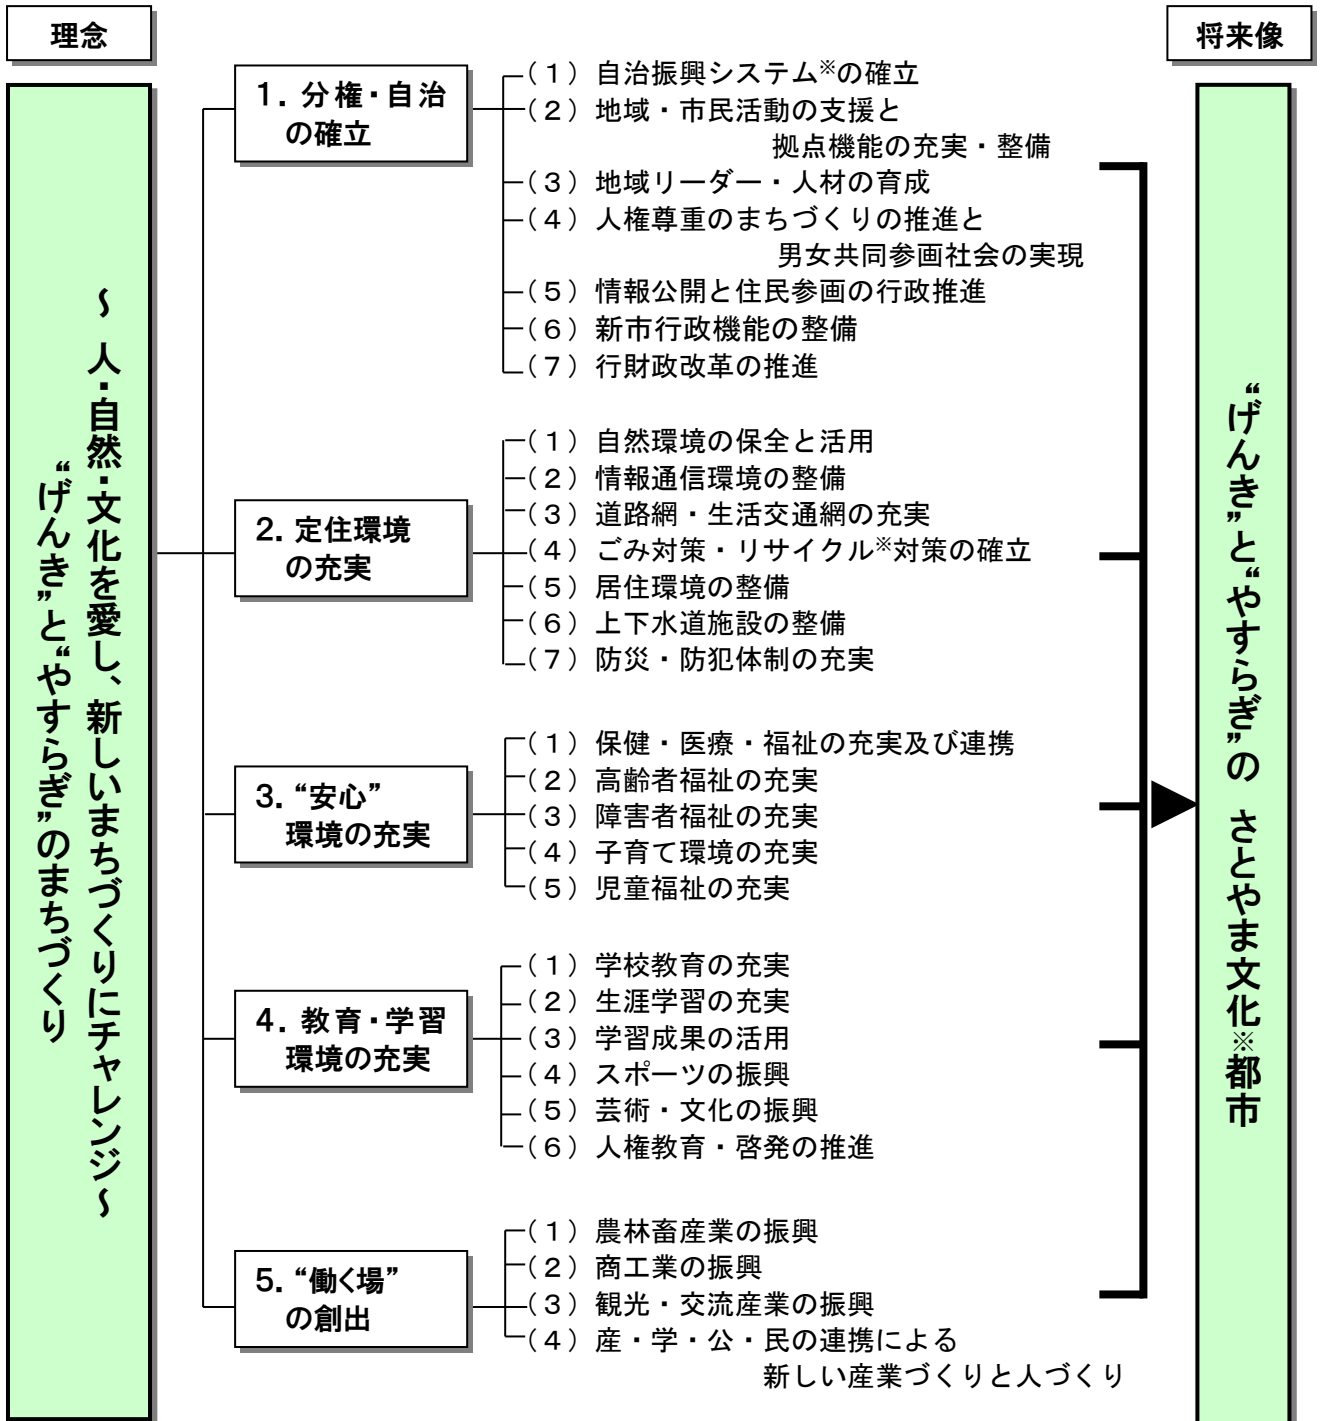 理念
将来像
～ 人・自然・文化を愛し、新しいまちづくりにチャレンジ～
“げんき”と“やすらぎ”のまちづくり
1．分権・自治
の確立
（１）自治振興システム※の確立
（２）地域・市民活動の支援と
拠点機能の充実・整備
（３）地域リーダー・人材の育成
（４）人権尊重のまちづくりの推進と
男女共同参画社会の実現
（５）情報公開と住民参画の行政推進
（６）新市行政機能の整備
（７）行財政改革の推進
2．定住環境
の充実
（１）自然環境の保全と活用
（２）情報通信環境の整備
（３）道路網・生活交通網の充実
（４）ごみ対策・リサイクル※対策の確立
（５）居住環境の整備
（６）上下水道施設の整備
（７）防災・防犯体制の充実
3．“安心”
環境の充実
（１）保健・医療・福祉の充実及び連携
（２）高齢者福祉の充実
（３）障害者福祉の充実
（４）子育て環境の充実
（５）児童福祉の充実
4．教育・学習
環境の充実
（１）学校教育の充実
（２）生涯学習の充実
（３）学習成果の活用
（４）スポーツの振興
（５）芸術・文化の振興
（６）人権教育・啓発の推進
5．“働く場”
の創出
（１）農林畜産業の振興
（２）商工業の振興
（３）観光・交流産業の振興
（４）産・学・公・民の連携による
新しい産業づくりと人づくり
“げんき”と“やすらぎ”の さとやま文化※都市